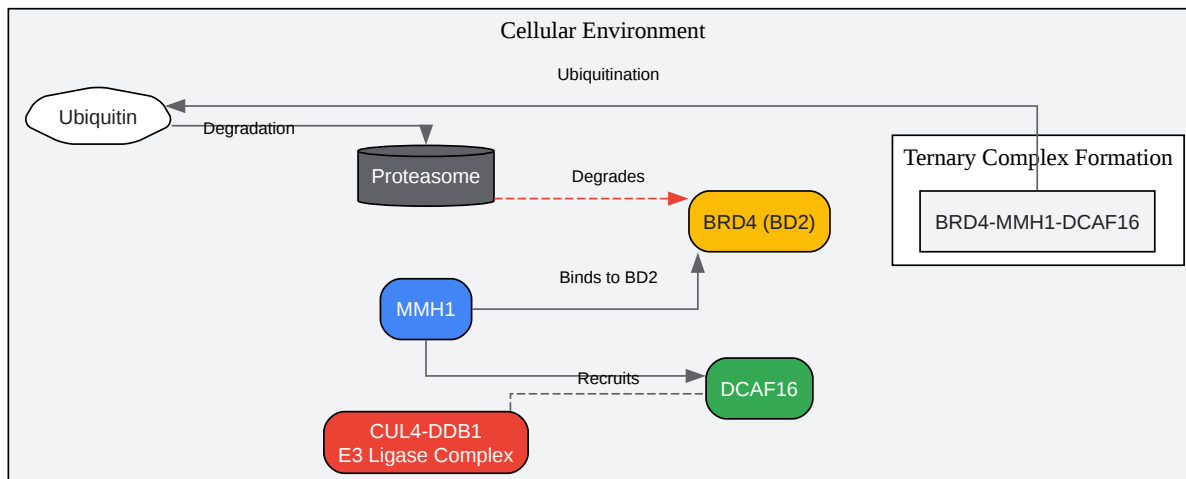 Cellular Environment
Ubiquitination
Ubiquitin
Degradation
Proteasome
Ternary Complex Formation
Degrades
BRD4 (BD2)
BRD4-MMH1-DCAF16
Binds to BD2
MMH1
Recruits
DCAF16
CUL4-DDB1
E3 Ligase Complex